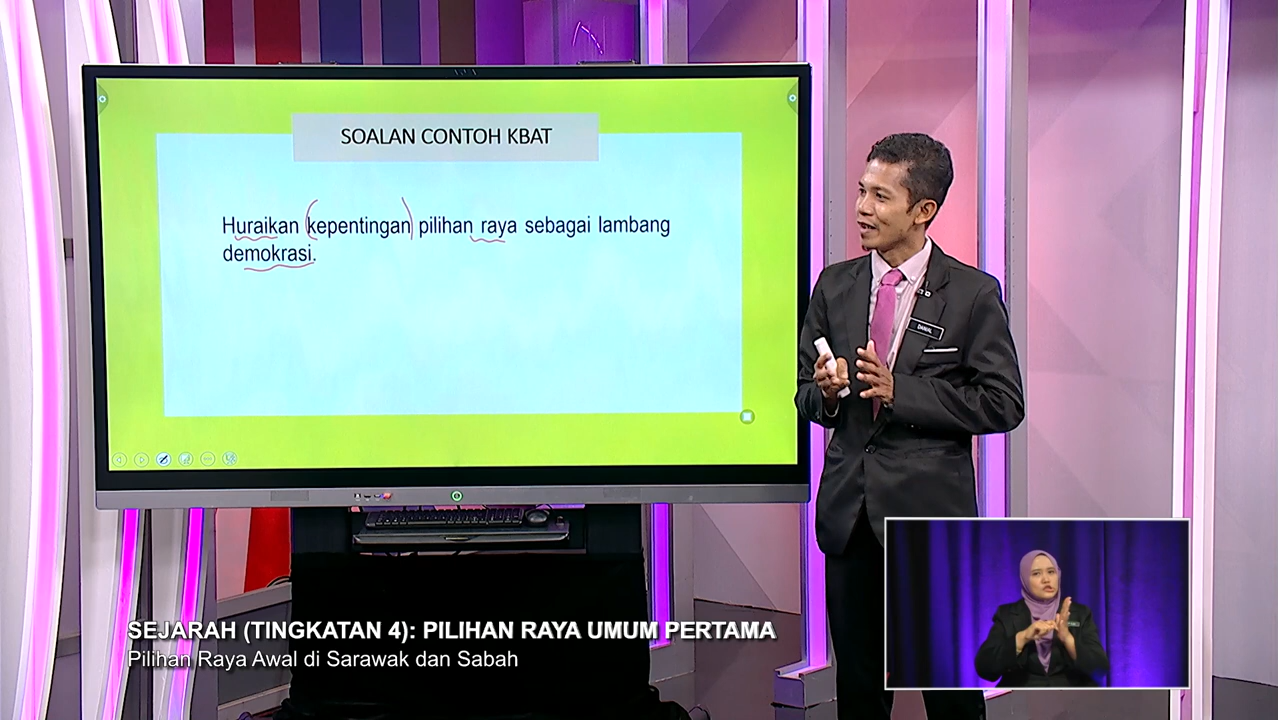 SOALAN CONTOH KBAT
Huraikan kepentingan pilihan raya sebagai lambang
demokrasi.
DANIAL
SEJARAH (TINGKATAN 4): PILIHAN RAYA UMUM PERTAMA
Pilihan Raya Awal di Sarawak dan Sabah